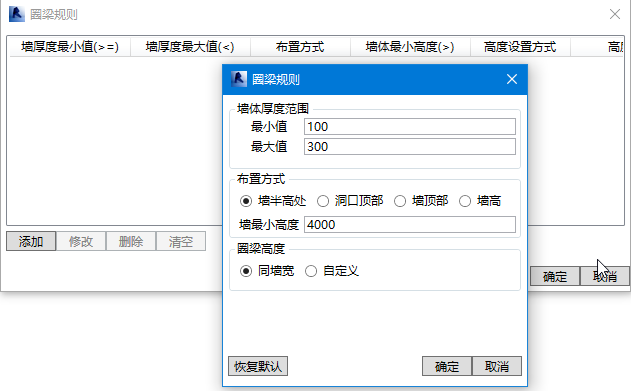 圈梁规则
墙厚度最小值(>=) 墙厚度最大值(<) 布置方式 墙体最小高度(>) 高度设置方式
圈梁规则
墙体厚度范围
最小值 100
最大值 300
布置方式
墙半高处 洞口顶部 墙顶部 墙高
墙最小高度 4000
圈梁高度
同墙宽 自定义
恢复默认 确定 取消
添加 修改 删除 清空
确定 取消